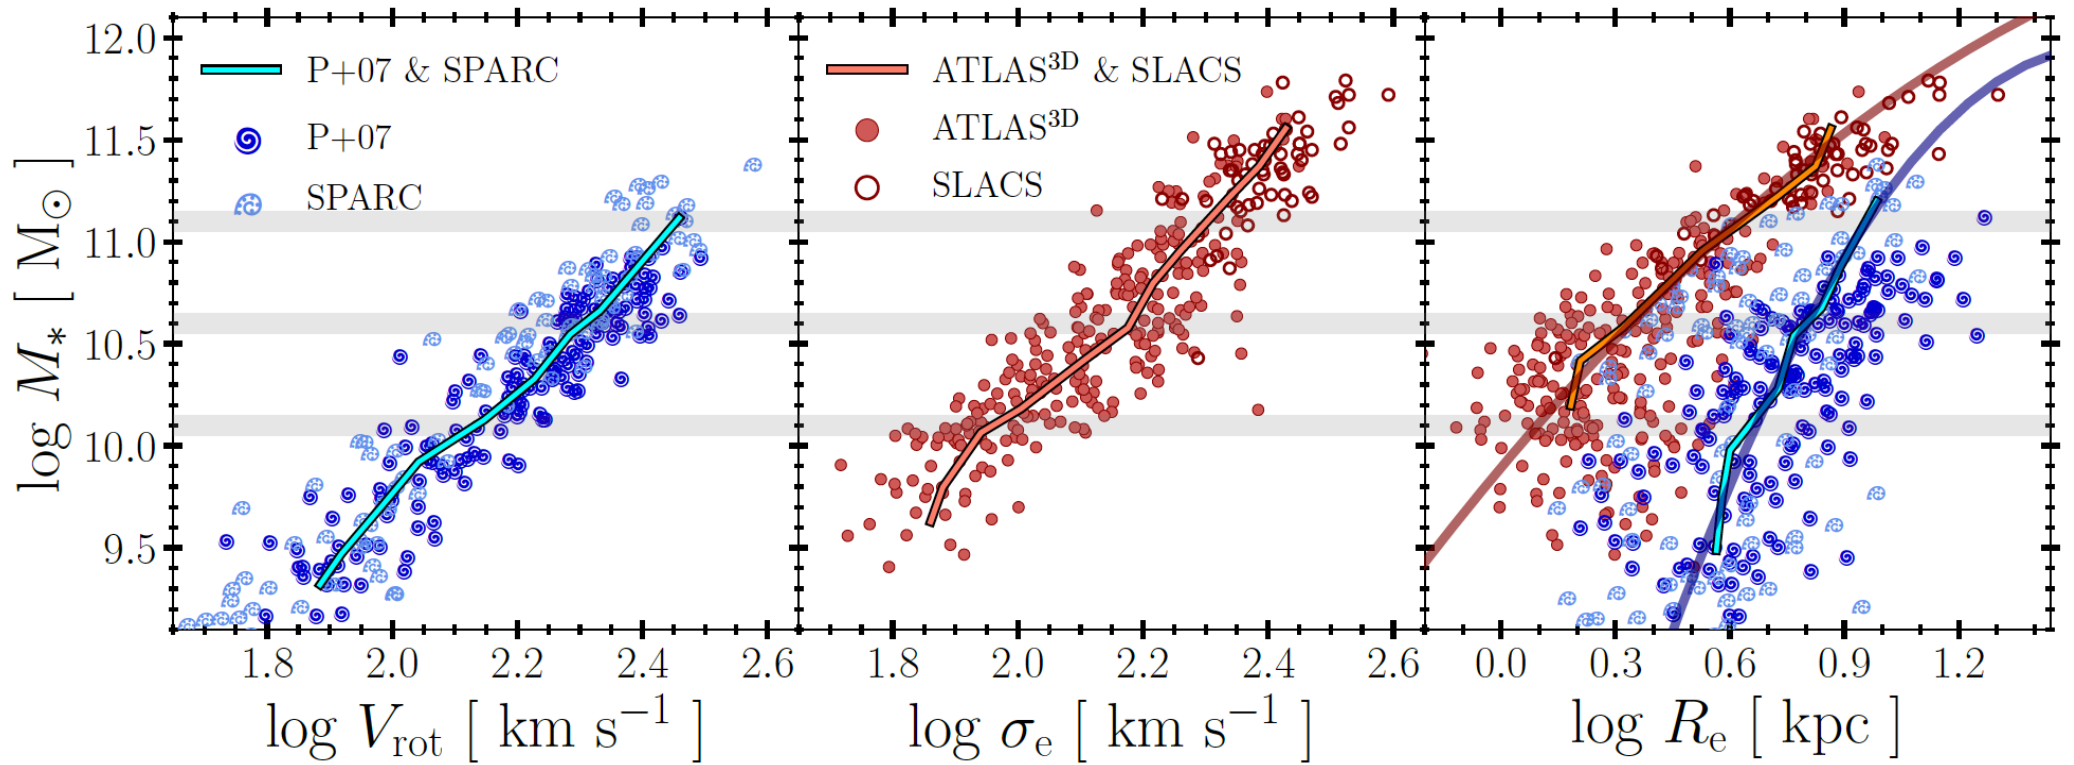 log M* [ M⊙ ]
12.0
11.5
11.0
10.5
10.0
9.5
P+07 & SPARC
P+07
SPARC
1.8 2.0 2.2 2.4 2.6
log Vrot [ km s−1 ]
ATLAS3D & SLACS
ATLAS3D
SLACS
1.8 2.0 2.2 2.4 2.6
log σe [ km s−1 ]
0.0 0.3 0.6 0.9 1.2
log Re [ kpc ]